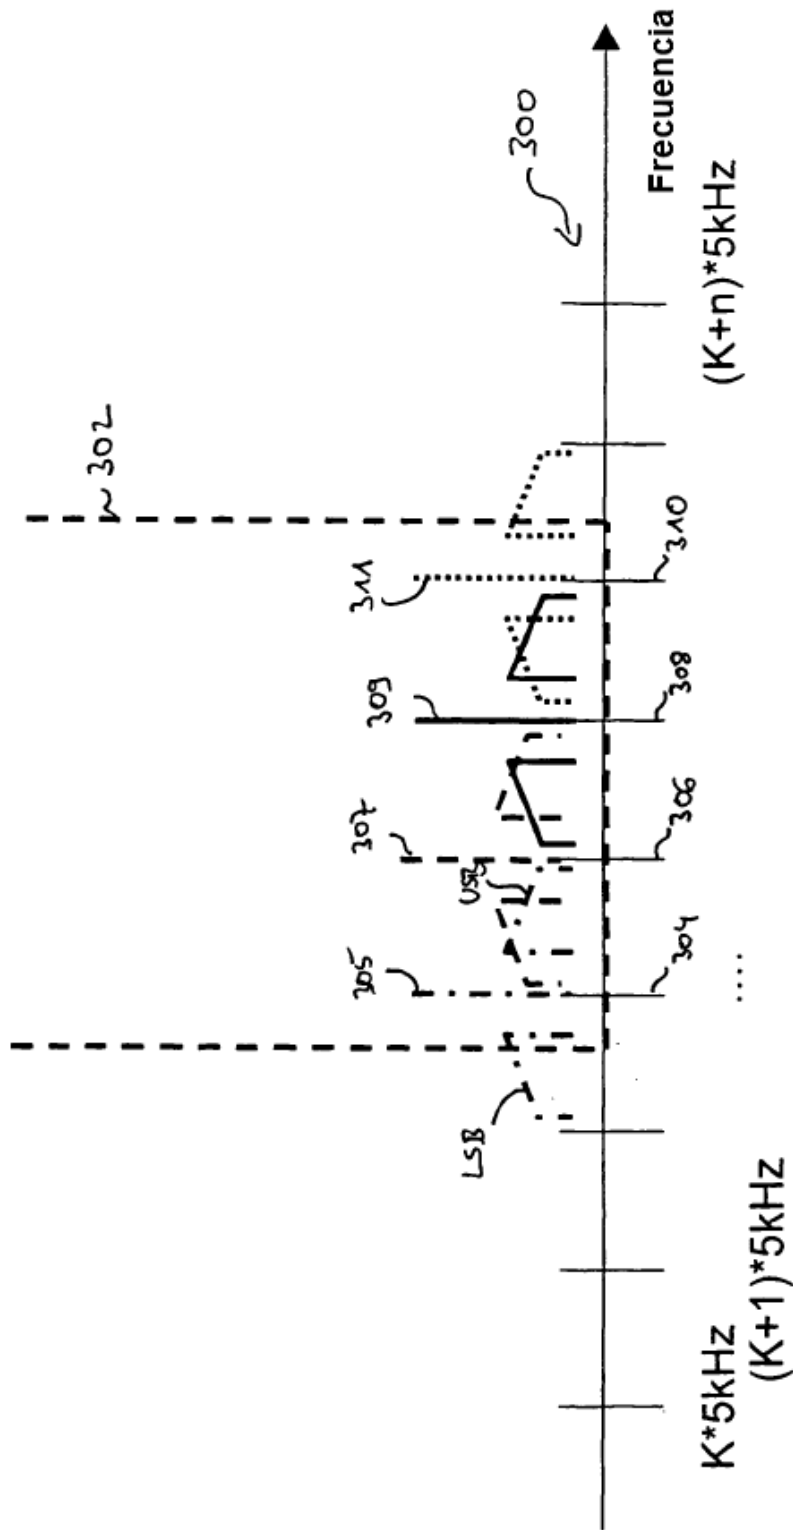 302
300
305
307
309
311
LSB
USB
304
306
308
310
Frecuencia
K*5kHz
(K+1)*5kHz
....
(K+n)*5kHz